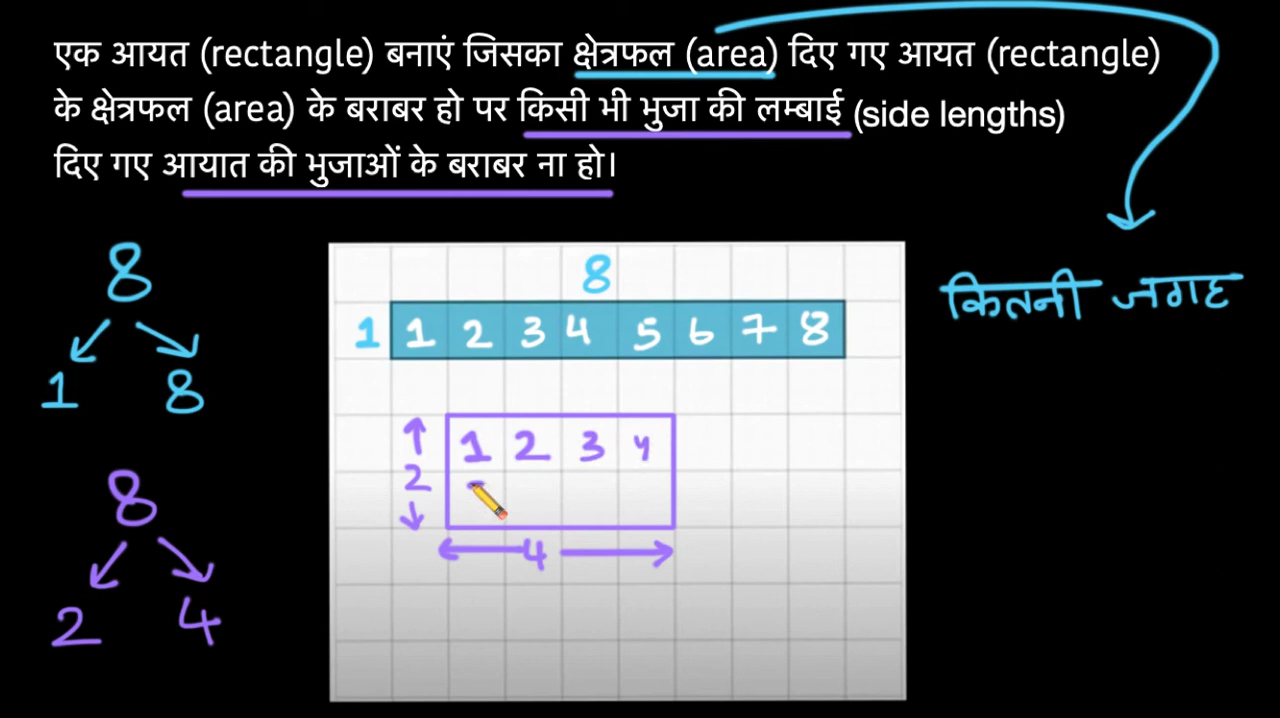 एक आयत (rectangle) बनाएं जिसका क्षेत्रफल (area) दिए गए आयत (rectangle)
के क्षेत्रफल (area) के बराबर हो पर किसी भी भुजा की लम्बाई (side lengths)
दिए गए आयात की भुजाओं के बराबर ना हो।
8
1 8
8
2 4
8
1 1 2 3 4 5 6 7 8
1 2 3 4
2
4
कितनी जगह